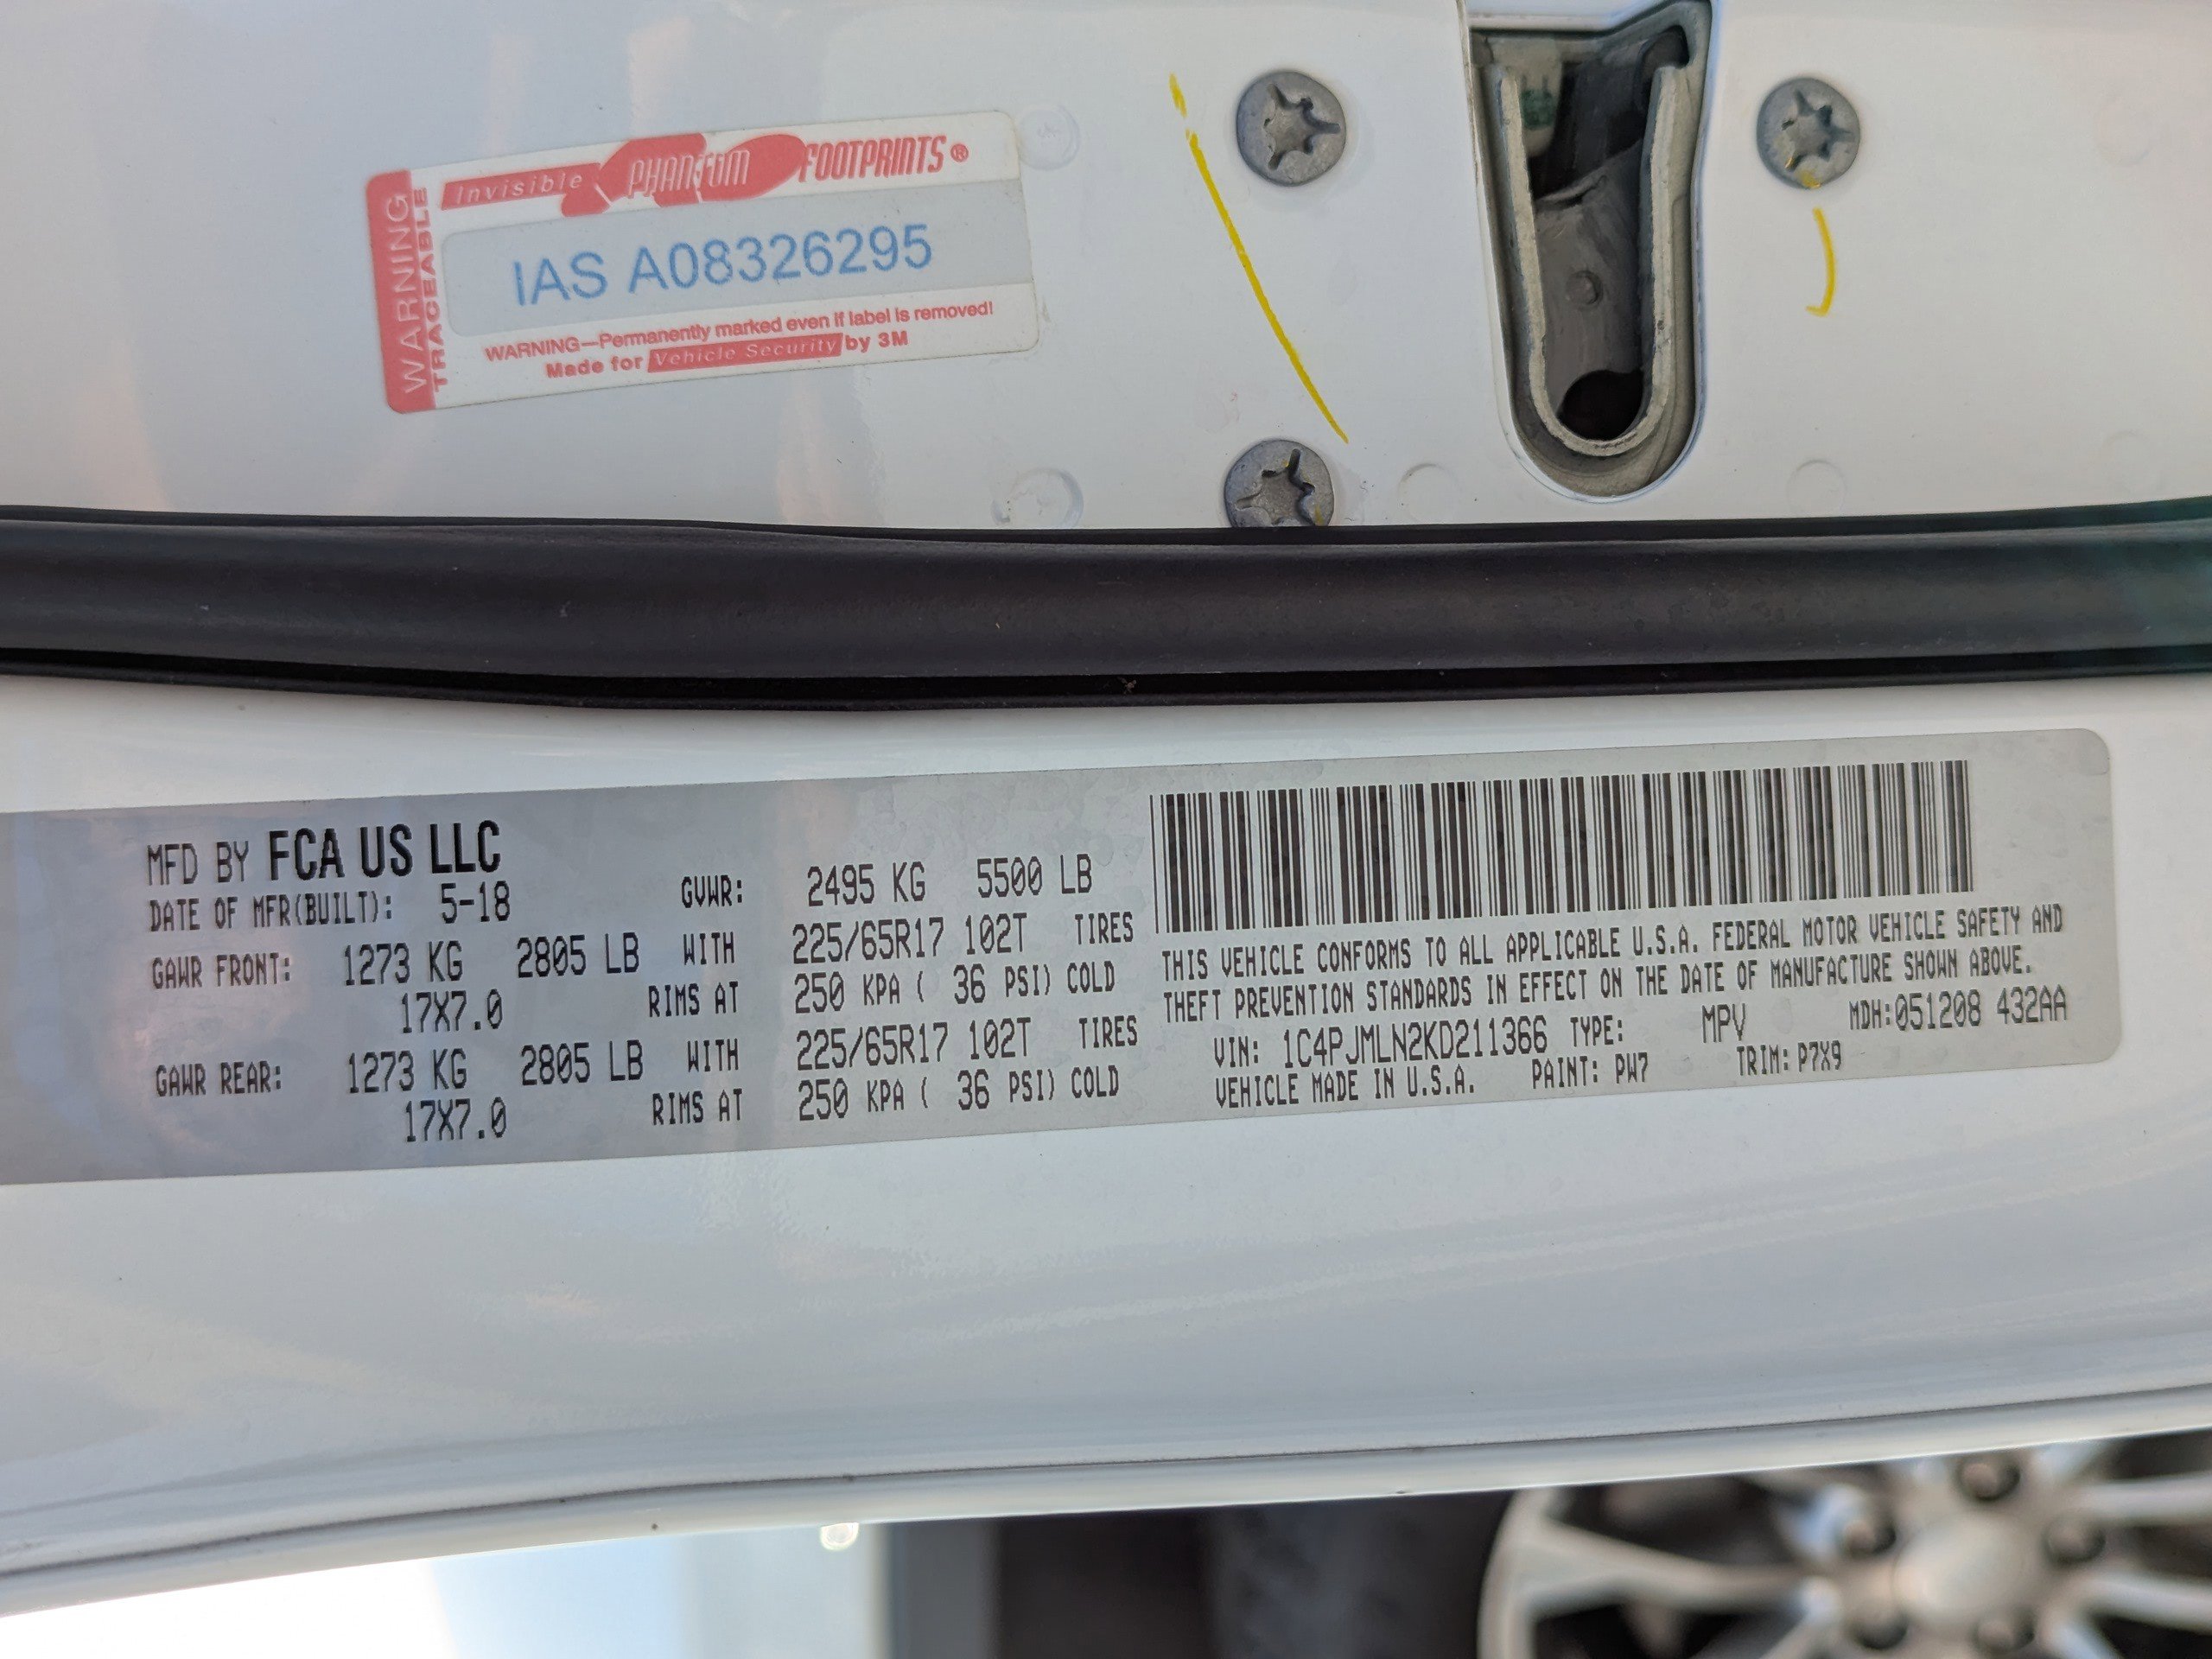 WARNING
TRACEABLE
Invisible PHANTOM FOOTPRINTS®
IAS A08326295
WARNING—Permanently marked even if label is removed!
Made for Vehicle Security by 3M
MFD BY FCA US LLC
DATE OF MFR(BUILT): 5-18 GVWR: 2495 KG 5500 LB
GAWR FRONT: 1273 KG 2805 LB WITH 225/65R17 102T TIRES
17X7.0 RIMS AT 250 KPA ( 36 PSI) COLD
GAWR REAR: 1273 KG 2805 LB WITH 225/65R17 102T TIRES
17X7.0 RIMS AT 250 KPA ( 36 PSI) COLD
THIS VEHICLE CONFORMS TO ALL APPLICABLE U.S.A. FEDERAL MOTOR VEHICLE SAFETY AND
THEFT PREVENTION STANDARDS IN EFFECT ON THE DATE OF MANUFACTURE SHOWN ABOVE.
VIN: 1C4PJMLN2KD211366 TYPE: MPV MDH:051208 432AA
VEHICLE MADE IN U.S.A. PAINT: PW7 TRIM: P7X9